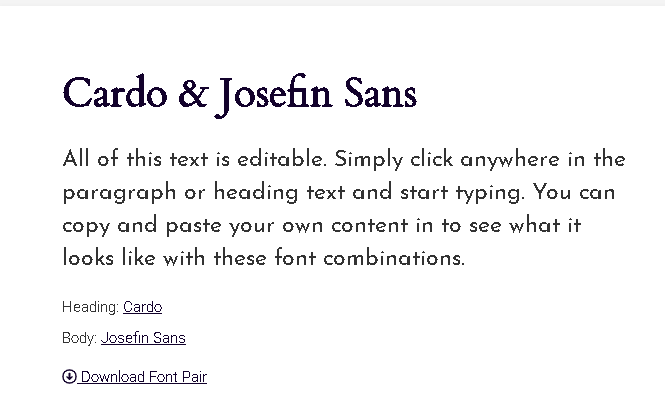 Cardo & Josefin Sans
All of this text is editable. Simply click anywhere in the
paragraph or heading text and start typing. You can
copy and paste your own content in to see what it
looks like with these font combinations.
Heading: Cardo
Body: Josefin Sans
Download Font Pair